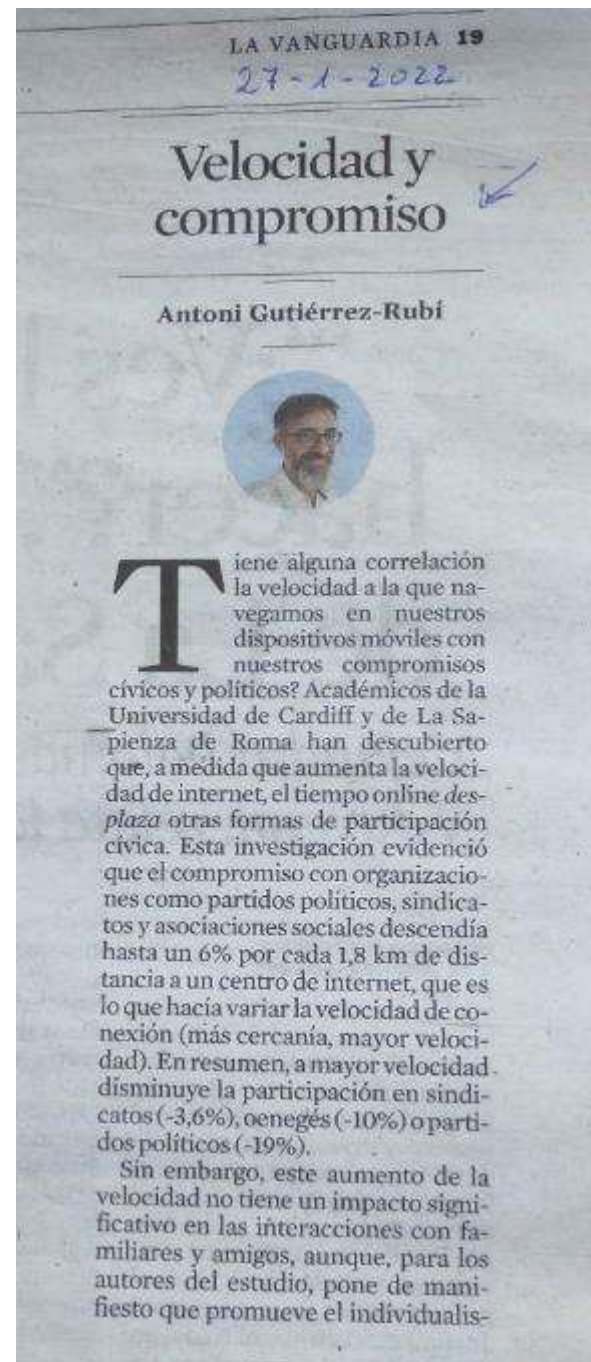 LA VANGUARDIA 19
27-1-2022
Velocidad y
compromiso
Antoni Gutiérrez-Rubí
Tiene alguna correlación
la velocidad a la que na-
vegamos en nuestros
dispositivos móviles con
nuestros compromisos
cívicos y políticos? Académicos de la
Universidad de Cardiff y de La Sa-
pienza de Roma han descubierto
que, a medida que aumenta la veloci-
dad de internet, el tiempo online des-
plaza otras formas de participación
cívica. Esta investigación evidenció
que el compromiso con organizacio-
nes como partidos políticos, sindica-
tos y asociaciones sociales descendía
hasta un 6% por cada 1,8 km de dis-
tancia a un centro de internet, que es
lo que hacía variar la velocidad de co-
nexión (más cercanía, mayor veloci-
dad). En resumen, a mayor velocidad
disminuye la participación en sindi-
catos (-3,6%), oenegés (-10%) o parti-
dos políticos (-19%).
Sin embargo, este aumento de la
velocidad no tiene un impacto signi-
ficativo en las interacciones con fa-
miliares y amigos, aunque, para los
autores del estudio, pone de mani-
fiesto que promueve el individualis-